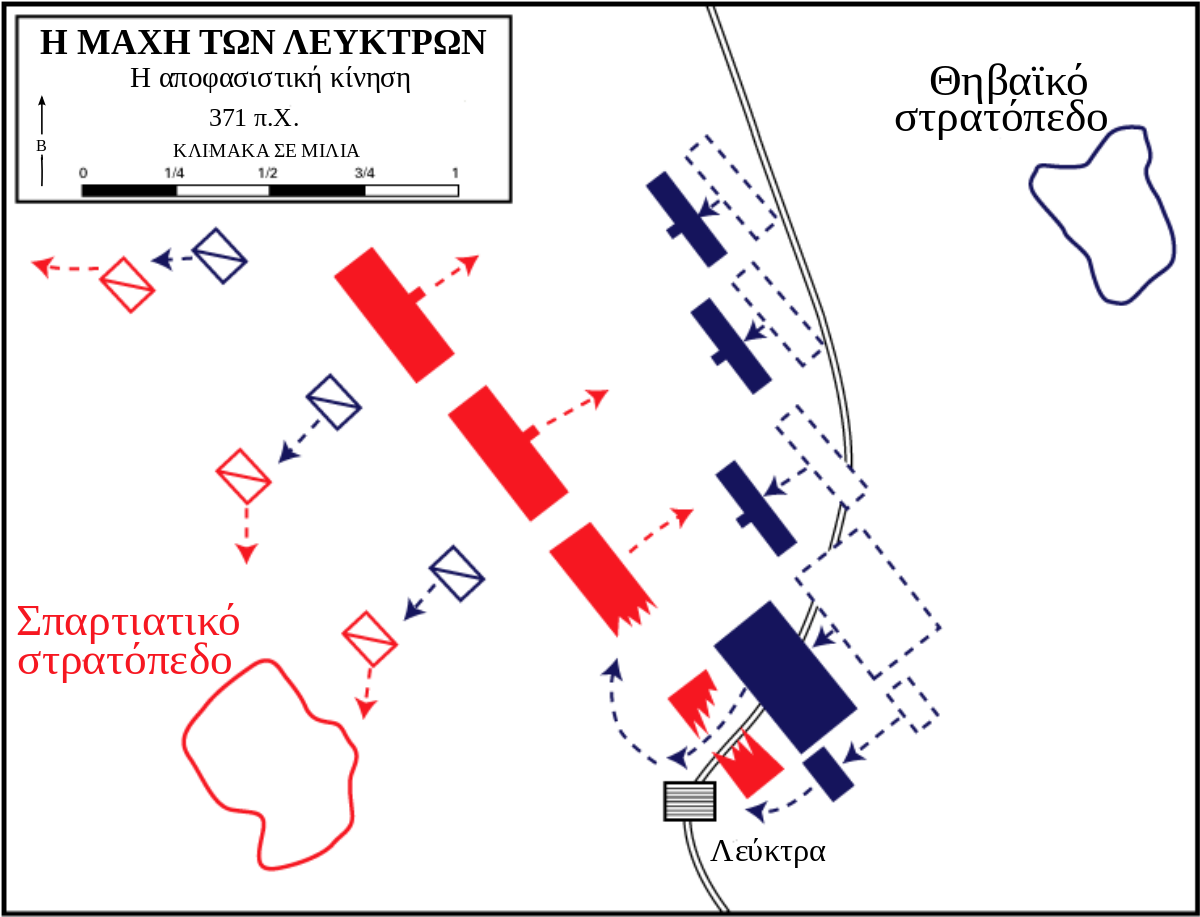 Η ΜΑΧΗ ΤΩΝ ΛΕΥΚΤΡΩΝ
Η αποφασιστική κίνηση
371 π.Χ.
ΚΛΙΜΑΚΑ ΣΕ ΜΙΛΙΑ
Β
0 1/4 1/2 3/4 1
Θηβαϊκό
στρατόπεδο
Σπαρτιατικό
στρατόπεδο
Λεύκτρα